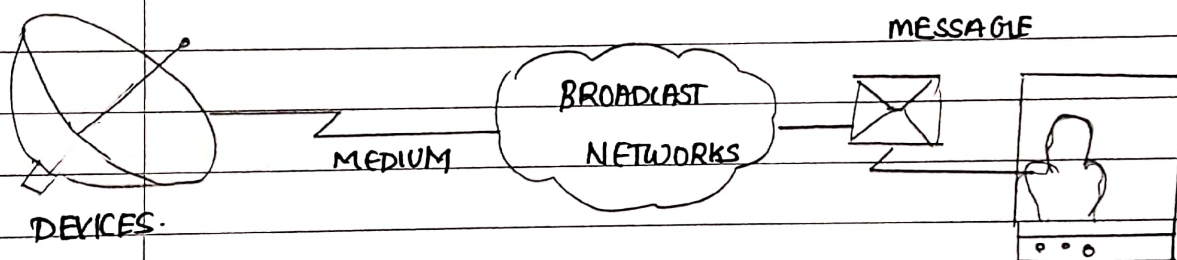 MESSAGE
BROADCAST
NETWORKS
MEDIUM
DEVICES.